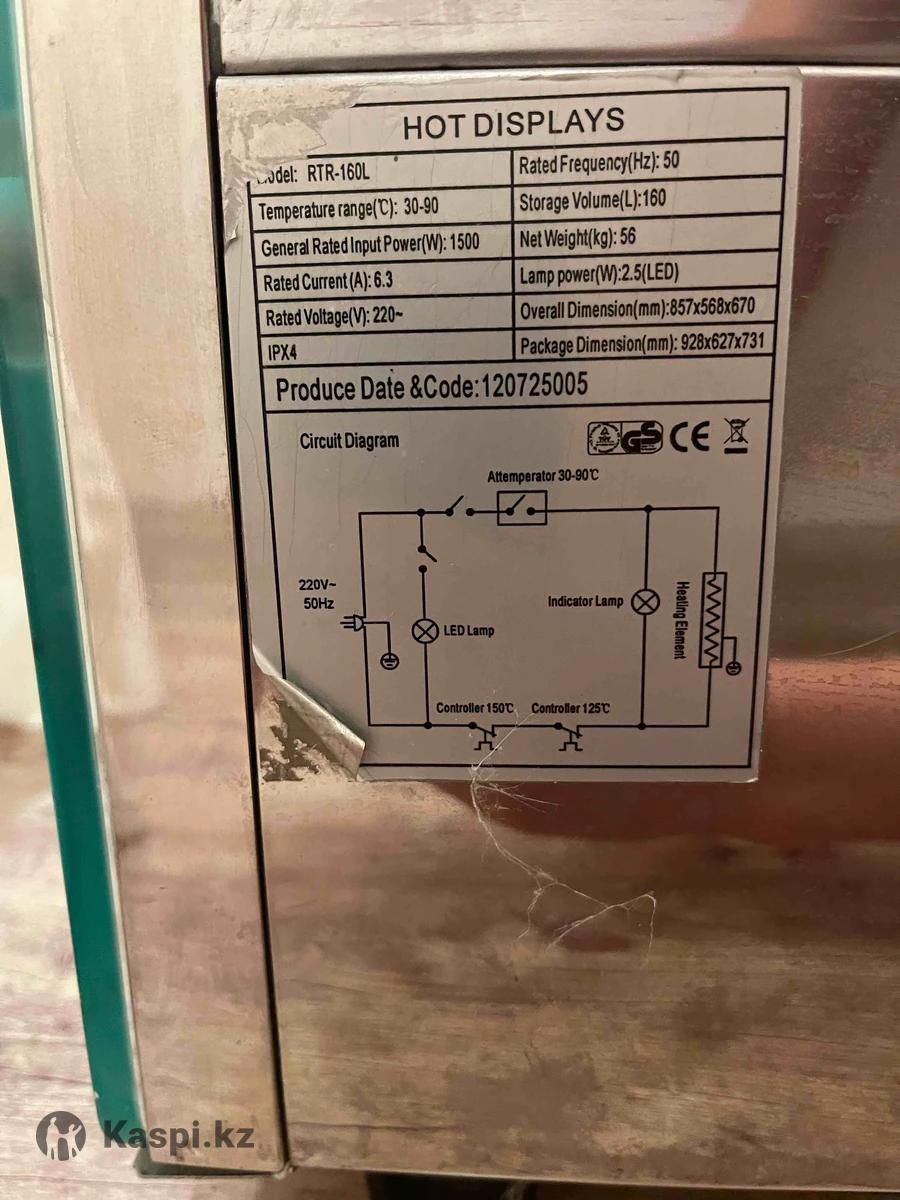 HOT DISPLAYS
Model: RTR-160L
Rated Frequency(Hz): 50
Temperature range(℃): 30-90
Storage Volume(L):160
General Rated Input Power(W): 1500
Net Weight(kg): 56
Rated Current(A): 6.3
Lamp power(W):2.5(LED)
Rated Voltage(V): 220~
Overall Dimension(mm):857x568x670
IPX4
Package Dimension(mm): 928x627x731
Produce Date &Code:120725005
Circuit Diagram
GS CE
Attemperator 30-90℃
220V~
50Hz
Indicator Lamp
Heating Element
LED Lamp
Controller 150℃
Controller 125℃
Kaspi.kz